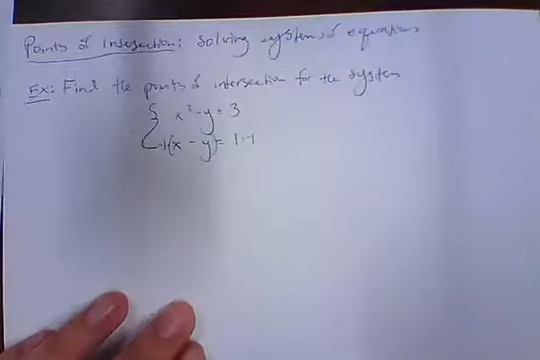 Points of Intersection: solving systems of equations
Ex: Find the points of intersection for the system
x² - y = 3
-1(x - y) = 1·-1